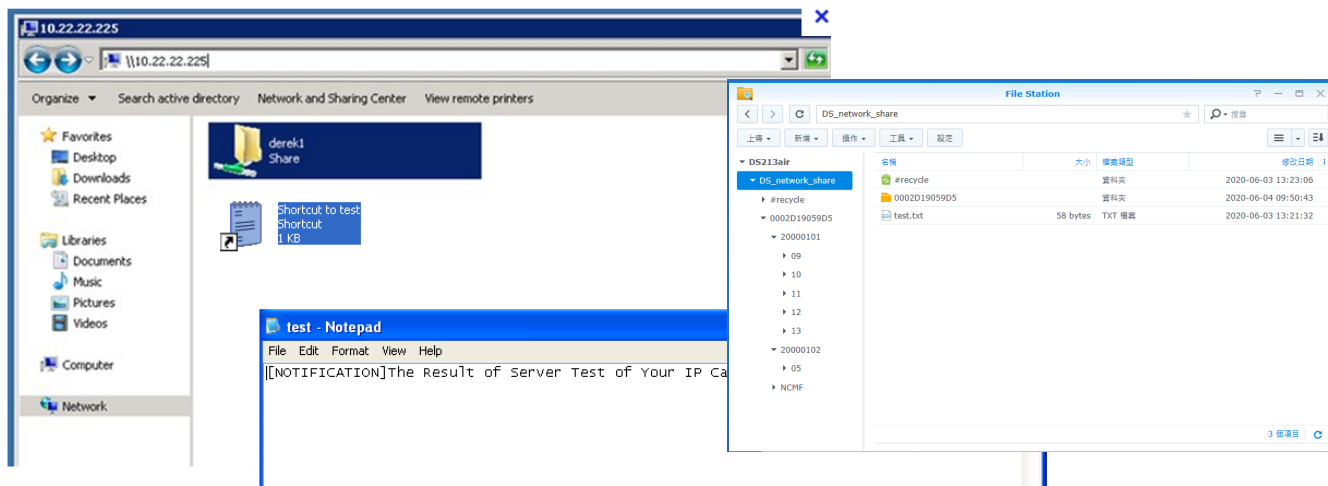 10.22.22.225
\\10.22.22.225
Organize
Search active directory
Network and Sharing Center
View remote printers
Favorites
Desktop
Downloads
Recent Places
Libraries
Documents
Music
Pictures
Videos
Computer
Network
derek1
Share
Shortcut to test
Shortcut
1 KB
test - Notepad
File Edit Format View Help
[NOTIFICATION]The Result of Server Test of Your IP Ca
File Station
DS_network_share
搜尋
上傳 新增 操作 工具 設定
DS213air
DS_network_share
#recycle
0002D19059D5
20000101
09
10
11
12
13
20000102
05
NCMF
名稱 大小 檔案類型 修改日期
#recycle 資料夾 2020-06-03 13:23:06
0002D19059D5 資料夾 2020-06-04 09:50:43
test.txt 58 bytes TXT 檔案 2020-06-03 13:21:32
3 個項目